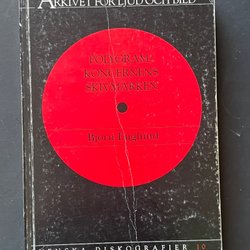 ARKIVET FÖR LJUD OCH BILD
POLYGRAM-
KONCERNENS
SKIVMÄRKEN
Björn Englund
SVENSKA DISKOGRAFIER 10